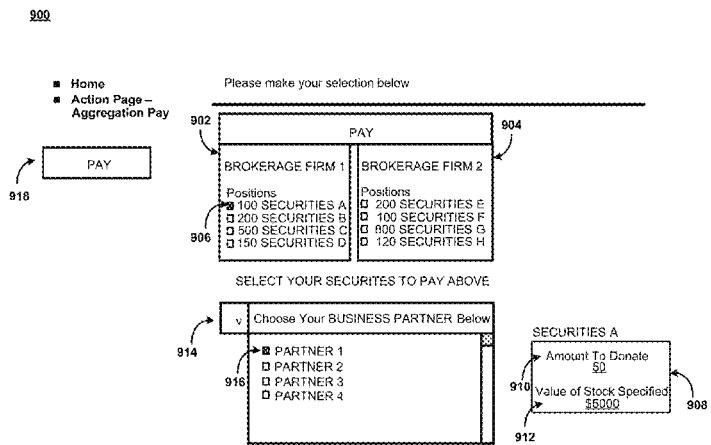 900
Home
Action Page –
Aggregation Pay
Please make your selection below
902
904
PAY
PAY
918
BROKERAGE FIRM 1
BROKERAGE FIRM 2
Positions
100 SECURITIES A
200 SECURITIES B
500 SECURITIES C
150 SECURITIES D
Positions
200 SECURITIES E
100 SECURITIES F
800 SECURITIES G
120 SECURITIES H
906
SELECT YOUR SECURITES TO PAY ABOVE
v
Choose Your BUSINESS PARTNER Below
914
PARTNER 1
PARTNER 2
PARTNER 3
PARTNER 4
916
SECURITIES A
Amount To Donate
50
Value of Stock Specified
$5000
910
908
912